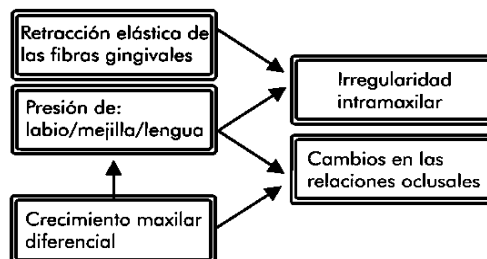 Retracción elástica de
las fibras gingivales
Presión de:
labio/mejilla/lengua
Crecimiento maxilar
diferencial
Irregularidad
intramaxilar
Cambios en las
relaciones oclusales